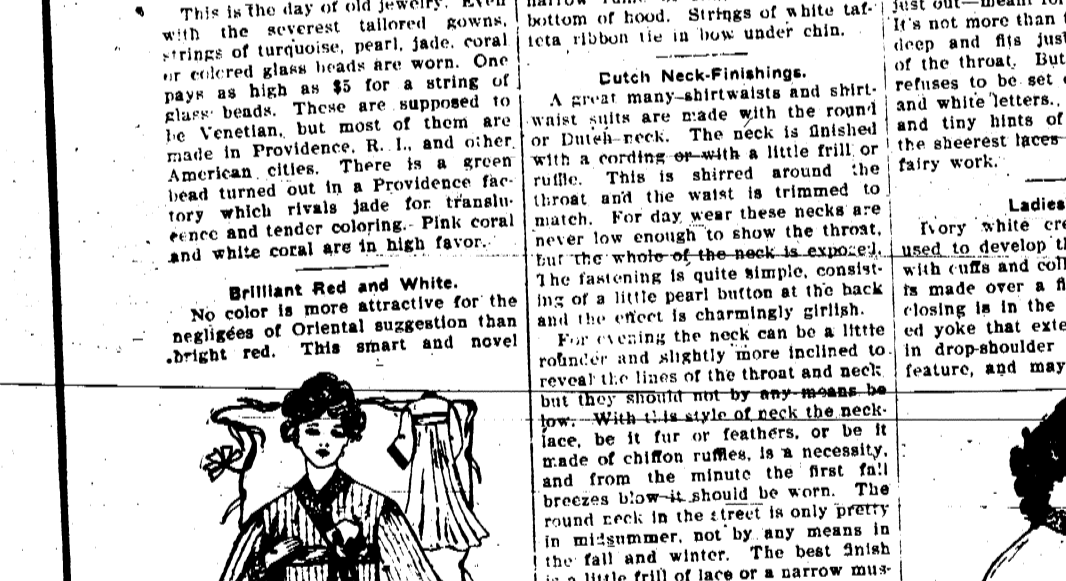 This is the day of old jewelry. Even
with the severest tailored gowns,
strings of turquoise, pearl, jade, coral
or colored glass beads are worn. One
pays as high as $5 for a string of
glass beads. These are supposed to
be Venetian, but most of them are
made in Providence, R. I., and other
American cities. There is a green
bead turned out in a Providence fac-
tory which rivals jade for translu-
cence and tender coloring. Pink coral
and white coral are in high favor.
Brilliant Red and White.
No color is more attractive for the
negligées of Oriental suggestion than
bright red. This smart and novel
bottom of hood. Strings of white taf-
feta ribbon tie in bow under chin.
Dutch Neck-Finishings.
A great many shirtwaists and shirt-
waist suits are made with the round
or Dutch neck. The neck is finished
with a cording or with a little frill or
ruffle. This is shirred around the
throat and the waist is trimmed to
match. For day wear these necks are
never low enough to show the throat,
but the whole of the neck is exposed.
The fastening is quite simple, consist-
ing of a little pearl button at the back
and the effect is charmingly girlish.
For evening the neck can be a little
rounder and slightly more inclined to
reveal the lines of the throat and neck
but they should not by any means be
low. With this style of neck the neck-
lace, be it fur or feathers, or be it
made of chiffon ruffles, is a necessity,
and from the minute the first fall
breezes blow it should be worn. The
round neck in the street is only pretty
in midsummer, not by any means in
the fall and winter. The best finish
is a little frill of lace or a narrow mus-
just out—meant for
It's not more than
deep and fits just
of the throat. But
refuses to be set
and white letters.,
and tiny hints of
the sheerest laces
fairy work.
Ladies
Ivory white
used to develop
with cuffs and
is made over a
closing is in the
ed yoke that
in drop-shoulder
feature, and may